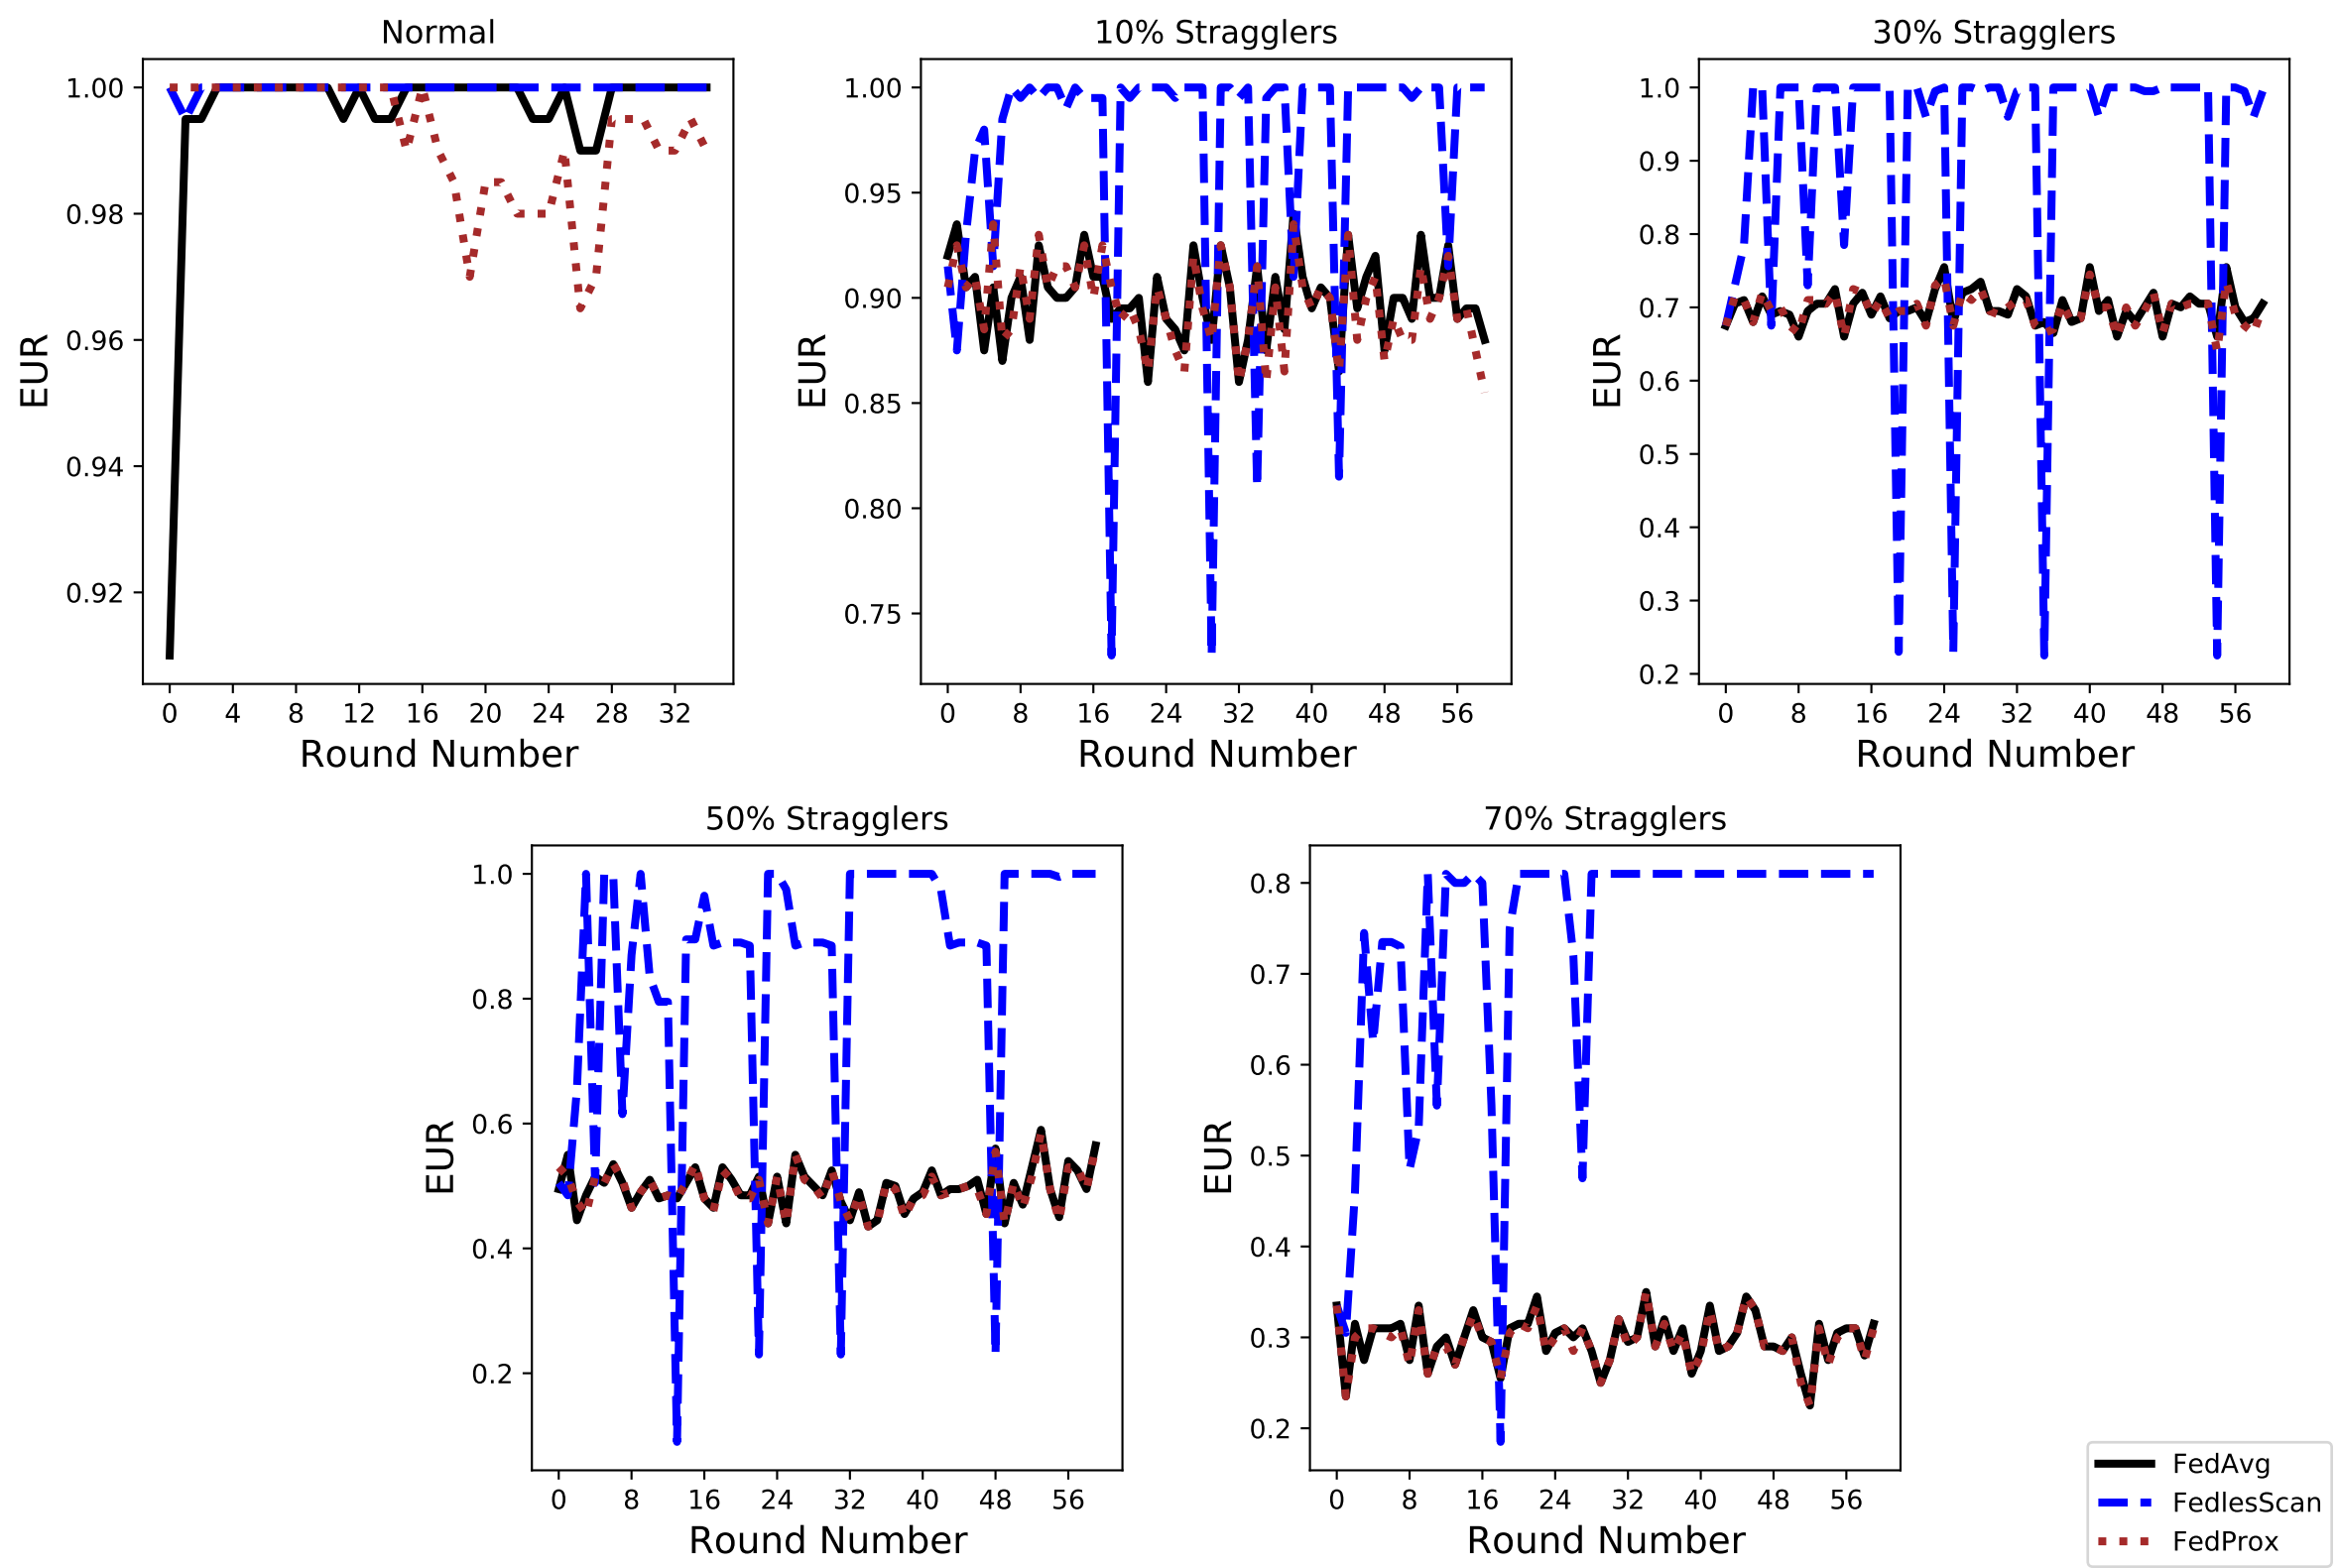 Normal
10% Stragglers
30% Stragglers
1.00
0.98
0.96
0.94
0.92
EUR
0 4 8 12 16 20 24 28 32
Round Number
1.00
0.95
0.90
0.85
0.80
0.75
EUR
0 8 16 24 32 40 48 56
Round Number
1.0
0.9
0.8
0.7
0.6
0.5
0.4
0.3
0.2
EUR
0 8 16 24 32 40 48 56
Round Number
50% Stragglers
70% Stragglers
1.0
0.8
0.6
0.4
0.2
EUR
0 8 16 24 32 40 48 56
Round Number
0.8
0.7
0.6
0.5
0.4
0.3
0.2
EUR
0 8 16 24 32 40 48 56
Round Number
FedAvg
FedlesScan
FedProx